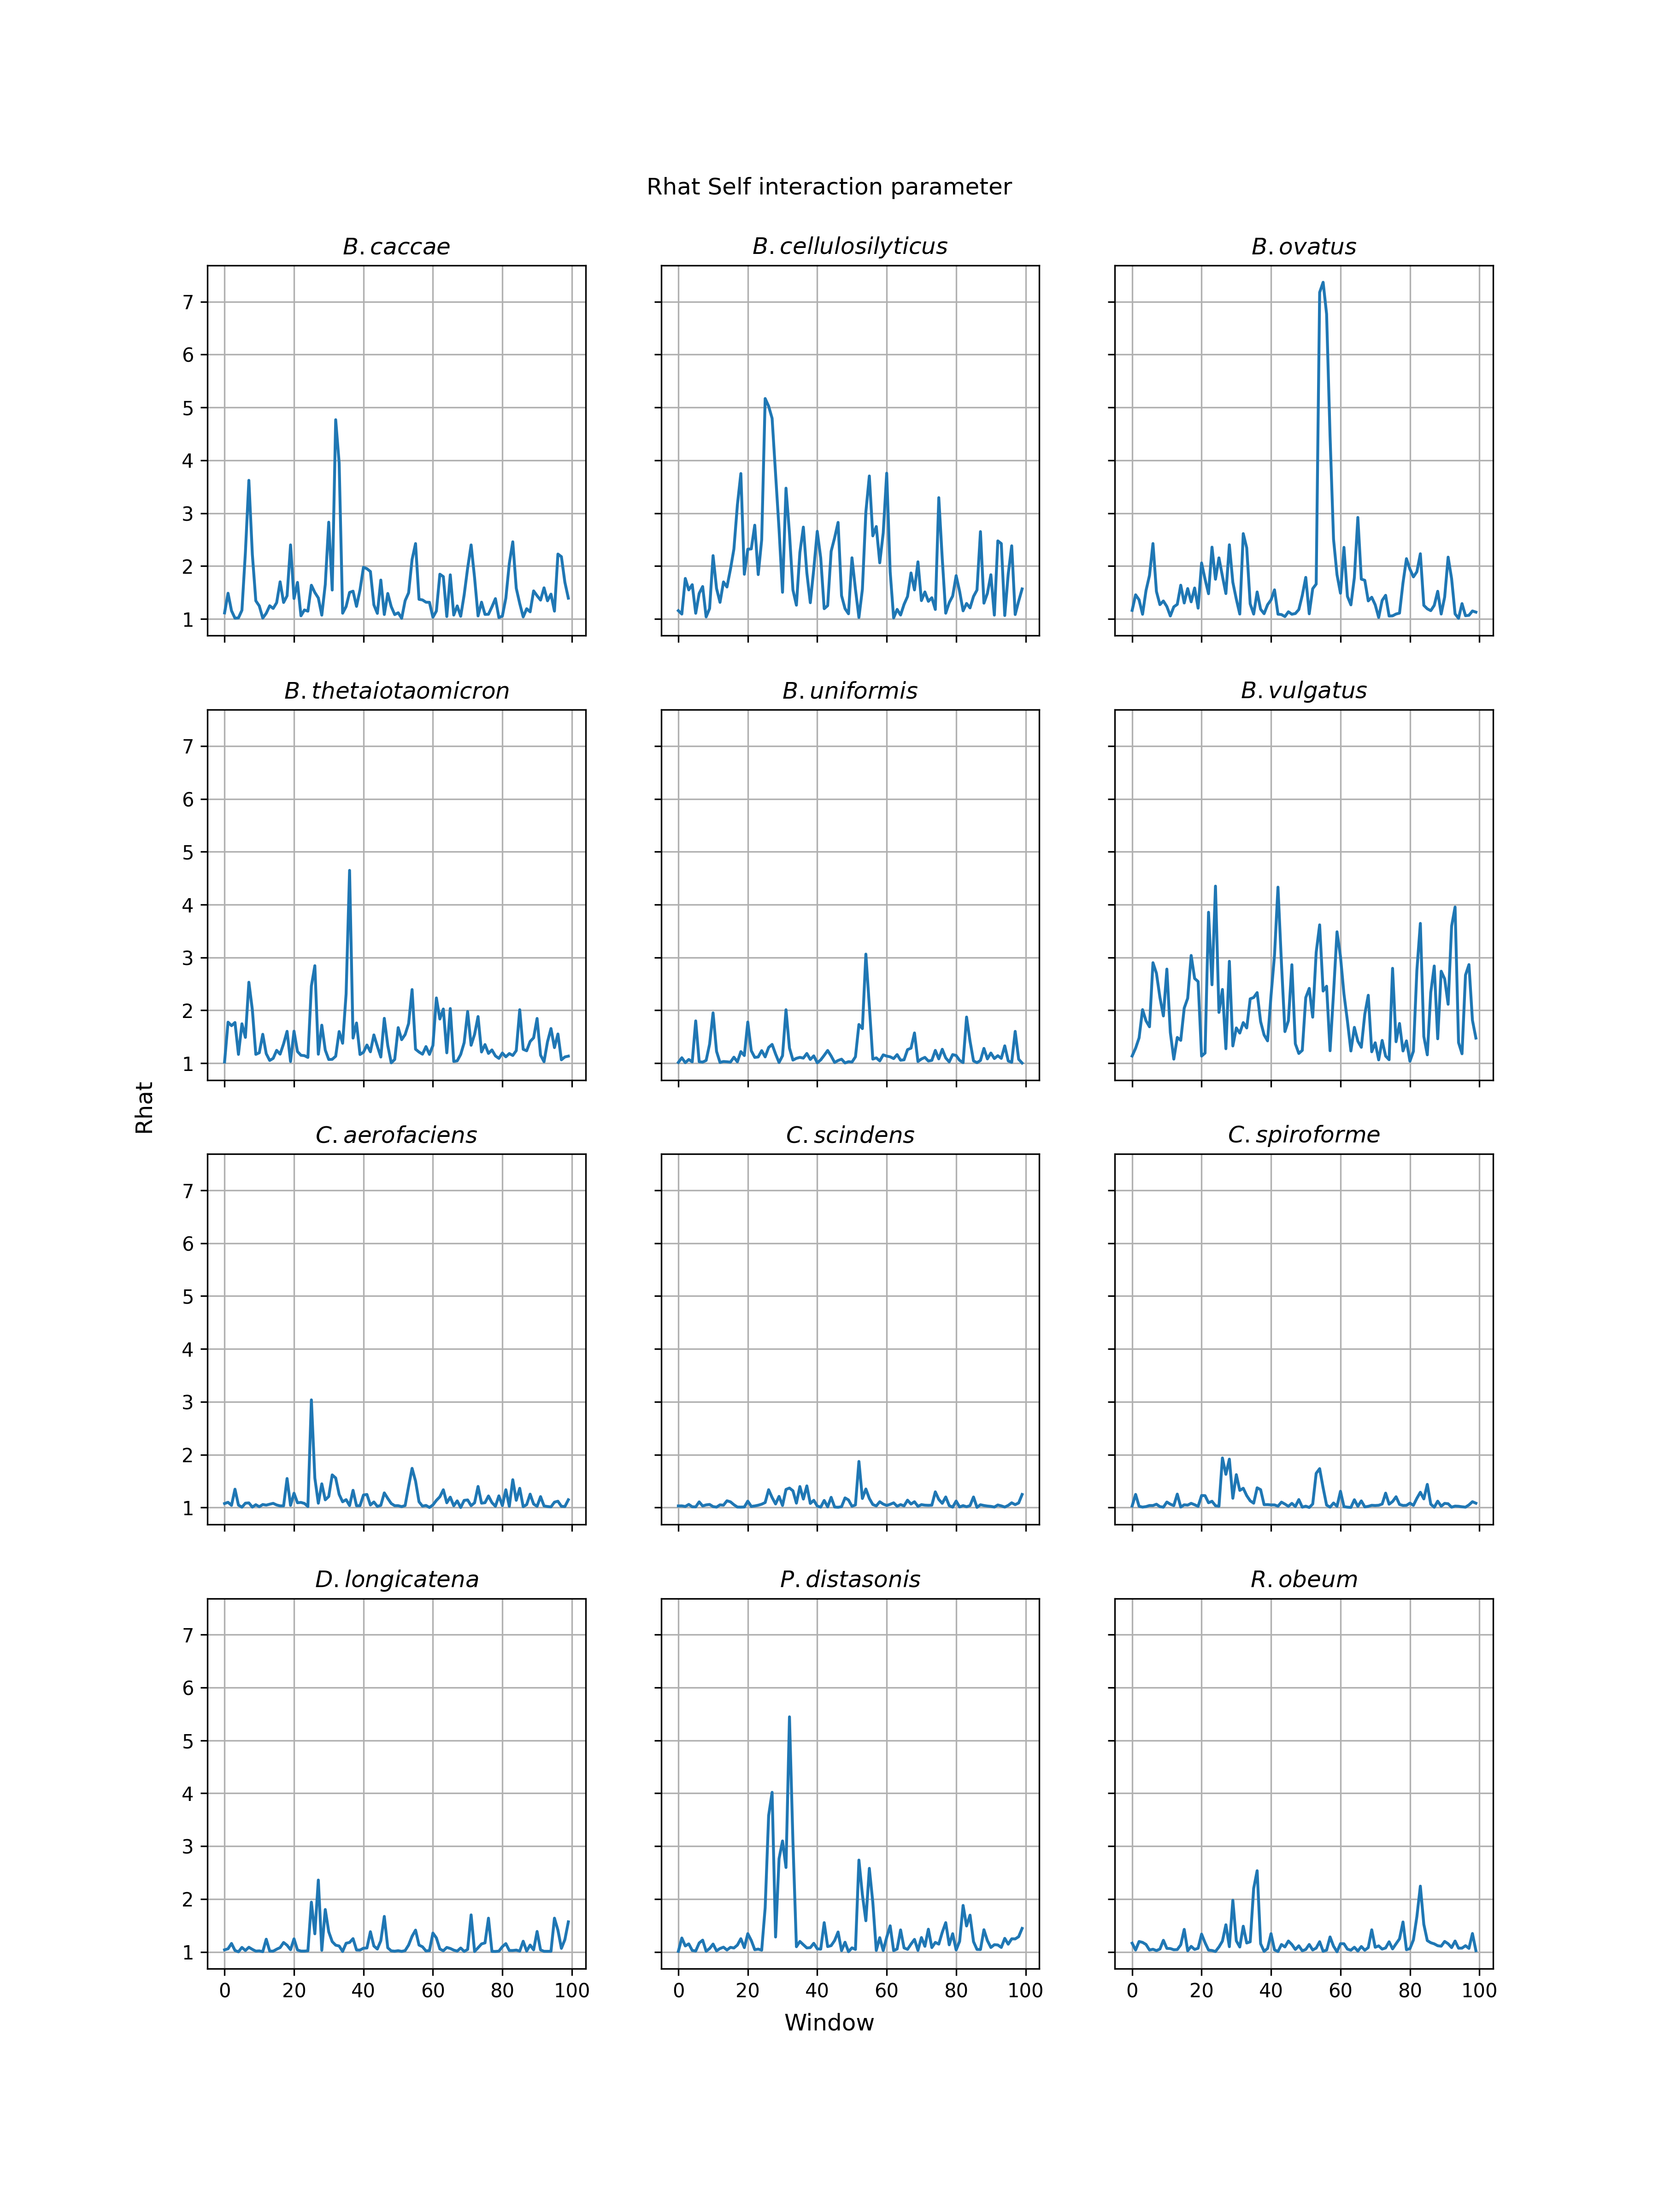 Rhat Self interaction parameter
B. caccae
B. cellulosilyticus
B. ovatus
7
6
5
4
3
2
1
B. thetaiotaomicron
B. uniformis
B. vulgatus
7
6
5
4
3
2
1
Rhat
C. aerofaciens
C. scindens
C. spiroforme
7
6
5
4
3
2
1
D. longicatena
P. distasonis
R. obeum
7
6
5
4
3
2
1
0 20 40 60 80 100
0 20 40 60 80 100
0 20 40 60 80 100
Window